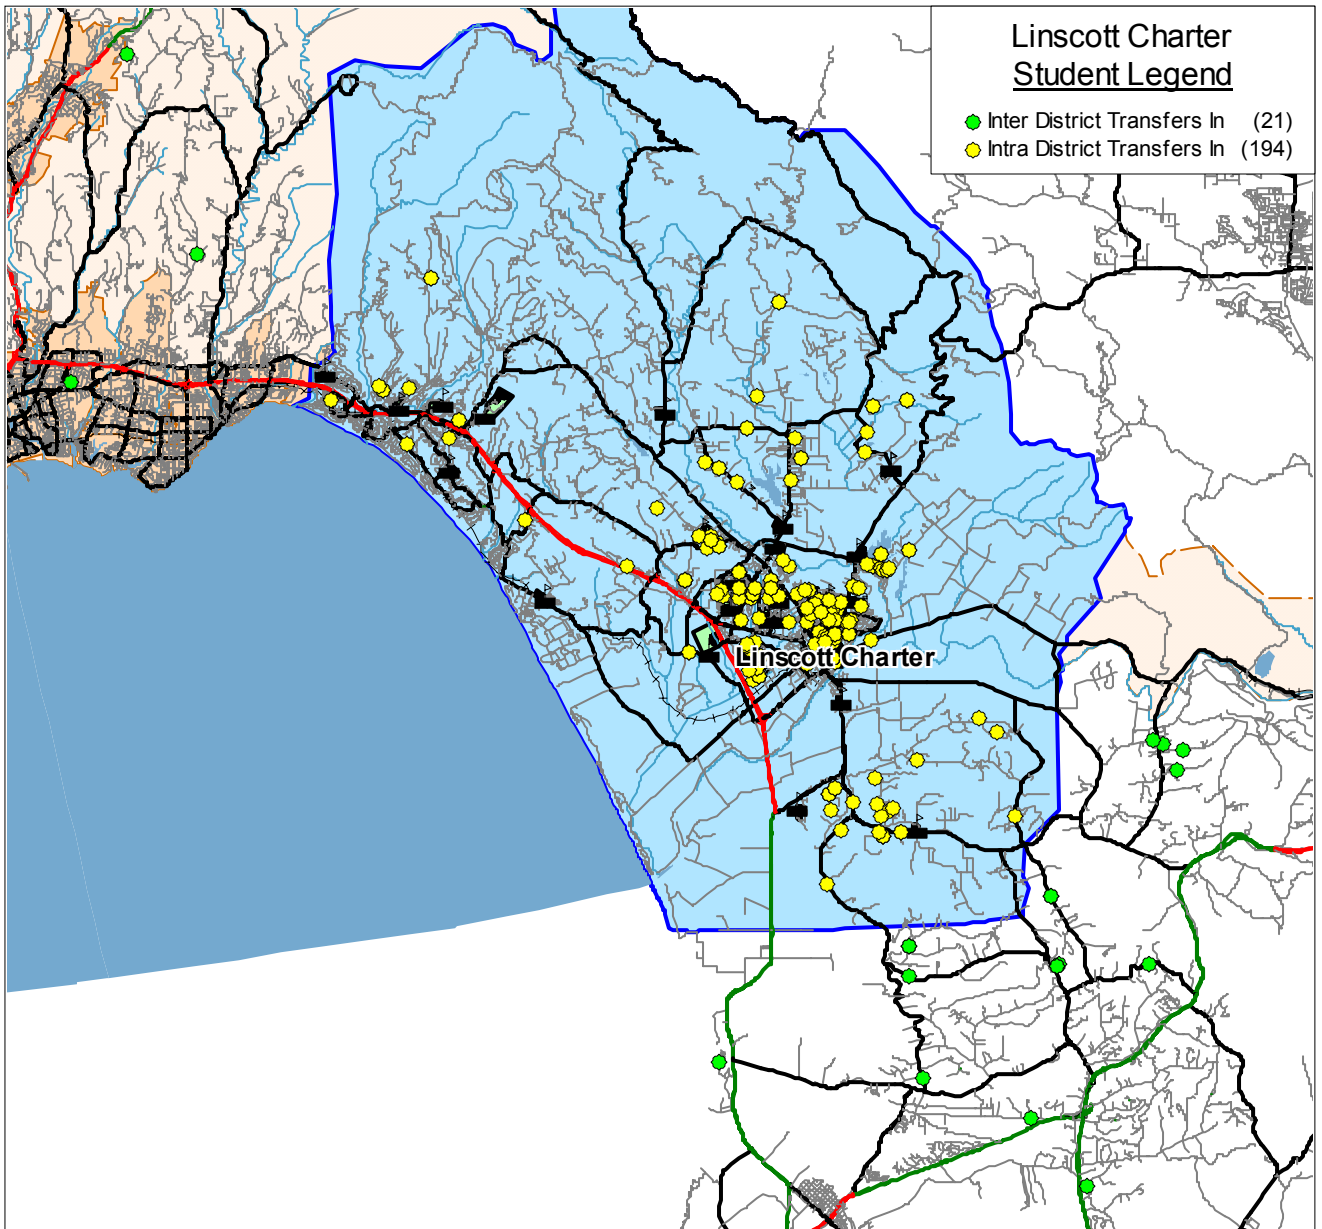 Linscott Charter
Student Legend
Inter District Transfers In (21)
Intra District Transfers In (194)
Linscott Charter